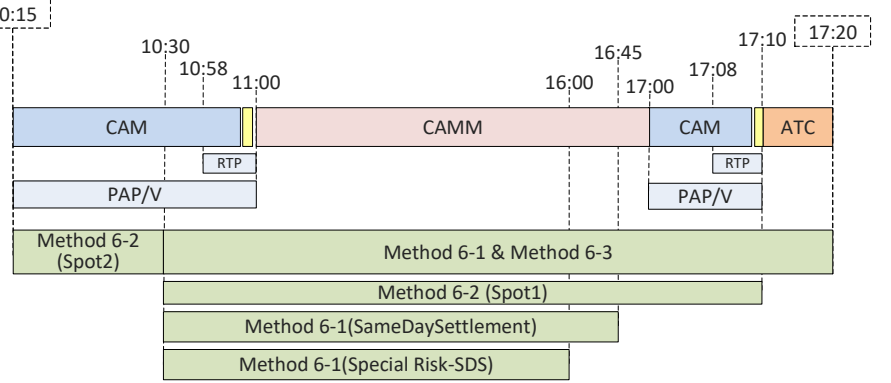 0:15
10:30
10:58
11:00
16:00
16:45
17:00
17:08
17:10
17:20
CAM
CAMM
CAM
ATC
RTP
RTP
PAP/V
PAP/V
Method 6-2
(Spot2)
Method 6-1 & Method 6-3
Method 6-2 (Spot1)
Method 6-1(SameDaySettlement)
Method 6-1(Special Risk-SDS)